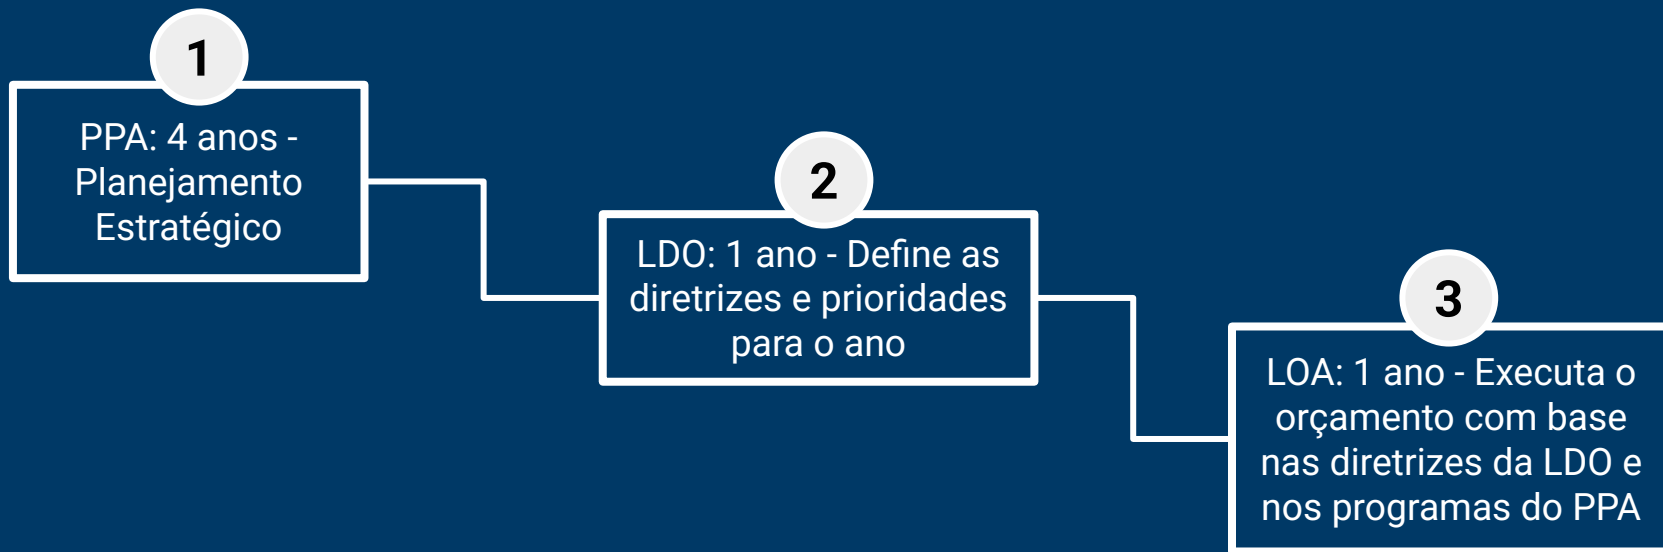 1
PPA: 4 anos -
Planejamento
Estratégico
2
LDO: 1 ano - Define as
diretrizes e prioridades
para o ano
3
LOA: 1 ano - Executa o
orçamento com base
nas diretrizes da LDO e
nos programas do PPA